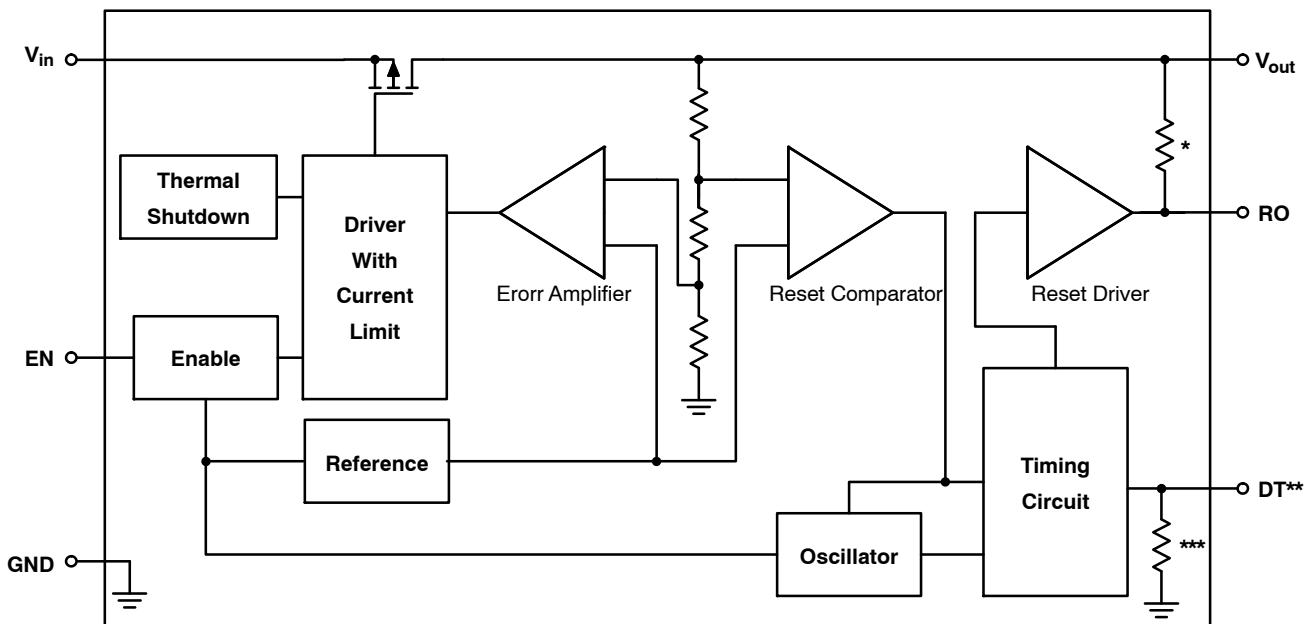 Vin
Vout
*
Thermal
Shutdown
Driver
With
Current
Limit
RO
Erorr Amplifier
Reset Comparator
Reset Driver
EN
Enable
Reference
Timing
Circuit
DT**
***
Oscillator
GND